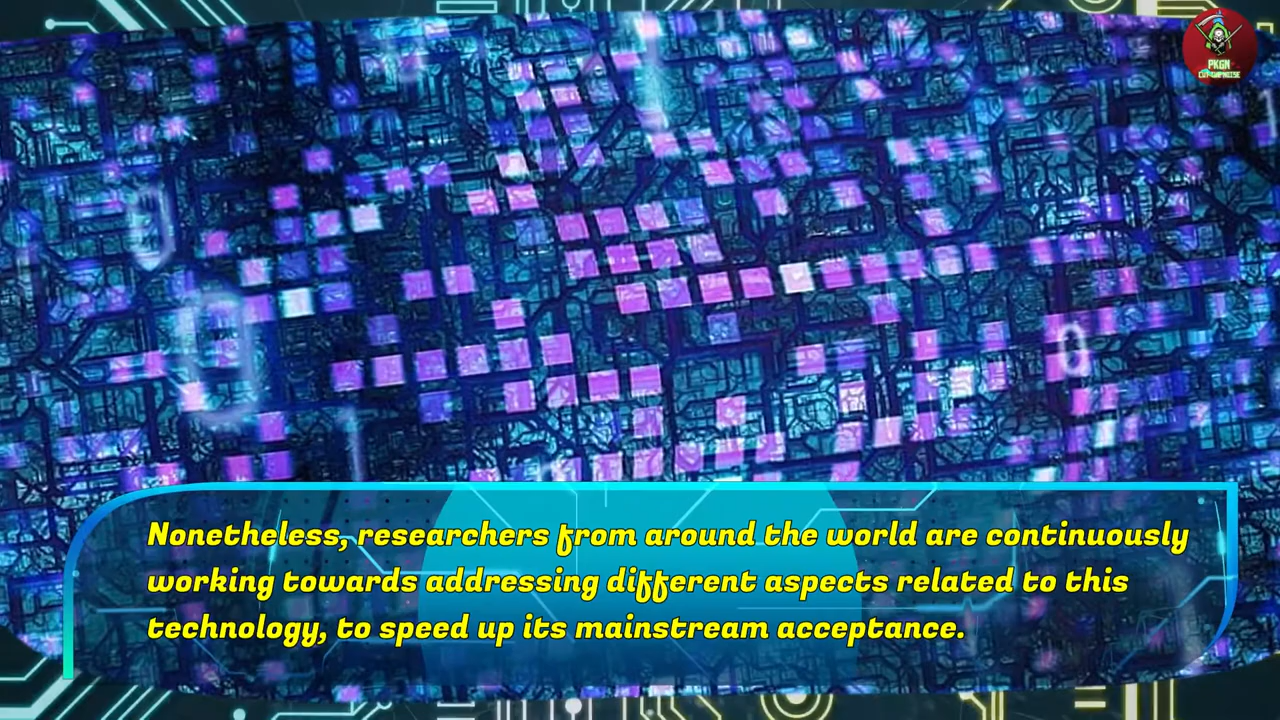 PKGN
Nonetheless, researchers from around the world are continuously
working towards addressing different aspects related to this
technology, to speed up its mainstream acceptance.